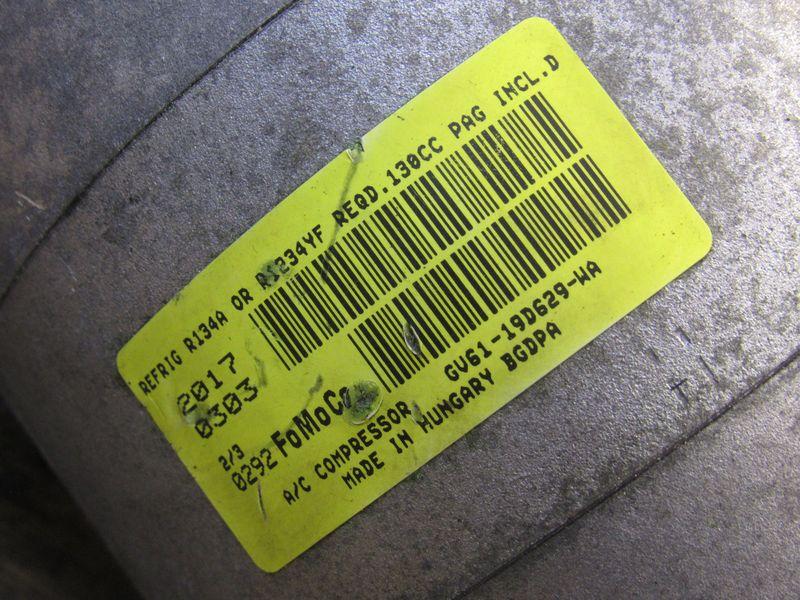 REFRIG R134A OR R1234YF REQD.130CC PAG INCL.D
2017
0303
2/3
0292 FoMoCo
A/C COMPRESSOR GV61-19D629-WA
MADE IN HUNGARY BGDPA